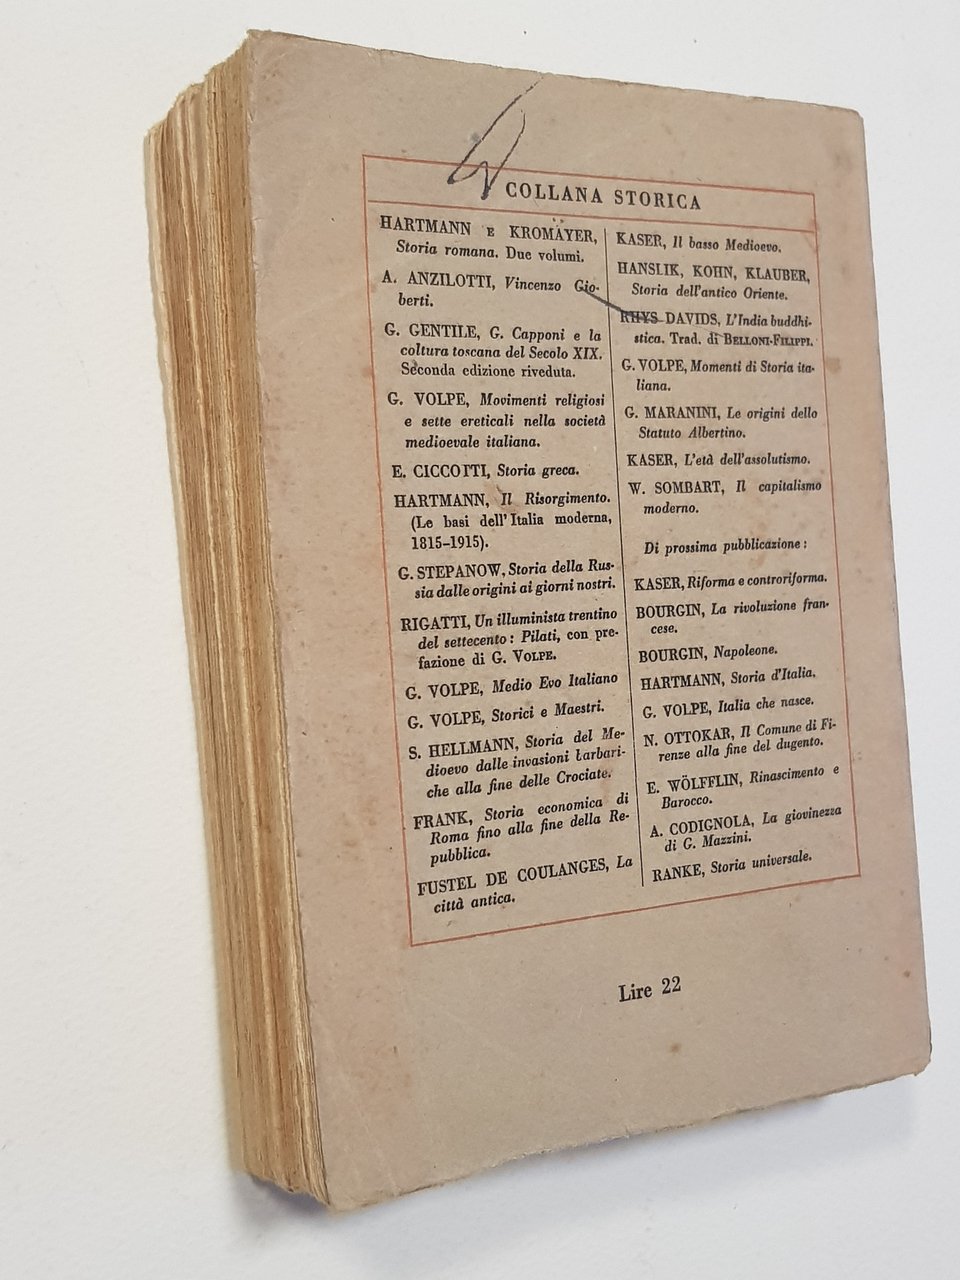 COLLANA STORICA
HARTMANN E KROMAYER,
Storia romana. Due volumi.
A. ANZILOTTI, Vincenzo Gio-
berti.
G. GENTILE, G. Capponi e la
coltura toscana del Secolo XIX.
Seconda edizione riveduta.
G. VOLPE, Movimenti religiosi
e sette ereticali nella società
medioevale italiana.
E. CICCOTTI, Storia greca.
HARTMANN, Il Risorgimento.
(Le basi dell'Italia moderna,
1815-1915).
G. STEPANOW, Storia della Rus-
sia dalle origini ai giorni nostri.
RIGATTI, Un illuminista trentino
del settecento: Pilati, con pre-
fazione di G. VOLPE.
G. VOLPE, Medio Evo Italiano
G. VOLPE, Storici e Maestri.
S. HELLMANN, Storia del Me-
dioevo dalle invasioni barbari-
che alla fine delle Crociate.
FRANK, Storia economica di
Roma fino alla fine della Re-
pubblica.
FUSTEL DE COULANGES, La
città antica.
KASER, Il basso Medioevo.
HANSLIK, KOHN, KLAUBER,
Storia dell'antico Oriente.
RHYS DAVIDS, L'India buddhi-
stica. Trad. di BELLONI-FILIPPI.
G. VOLPE, Momenti di Storia ita-
liana.
G. MARANINI, Le origini dello
Statuto Albertino.
KASER, L'età dell'assolutismo.
W. SOMBART, Il capitalismo
moderno.
Di prossima pubblicazione:
KASER, Riforma e controriforma.
BOURGIN, La rivoluzione fran-
cese.
BOURGIN, Napoleone.
HARTMANN, Storia d'Italia.
G. VOLPE, Italia che nasce.
N. OTTOKAR, Il Comune di Fi-
renze alla fine del dugento.
E. WÖLFFLIN, Rinascimento e
Barocco.
A. CODIGNOLA, La giovinezza
di G. Mazzini.
RANKE, Storia universale.
Lire 22